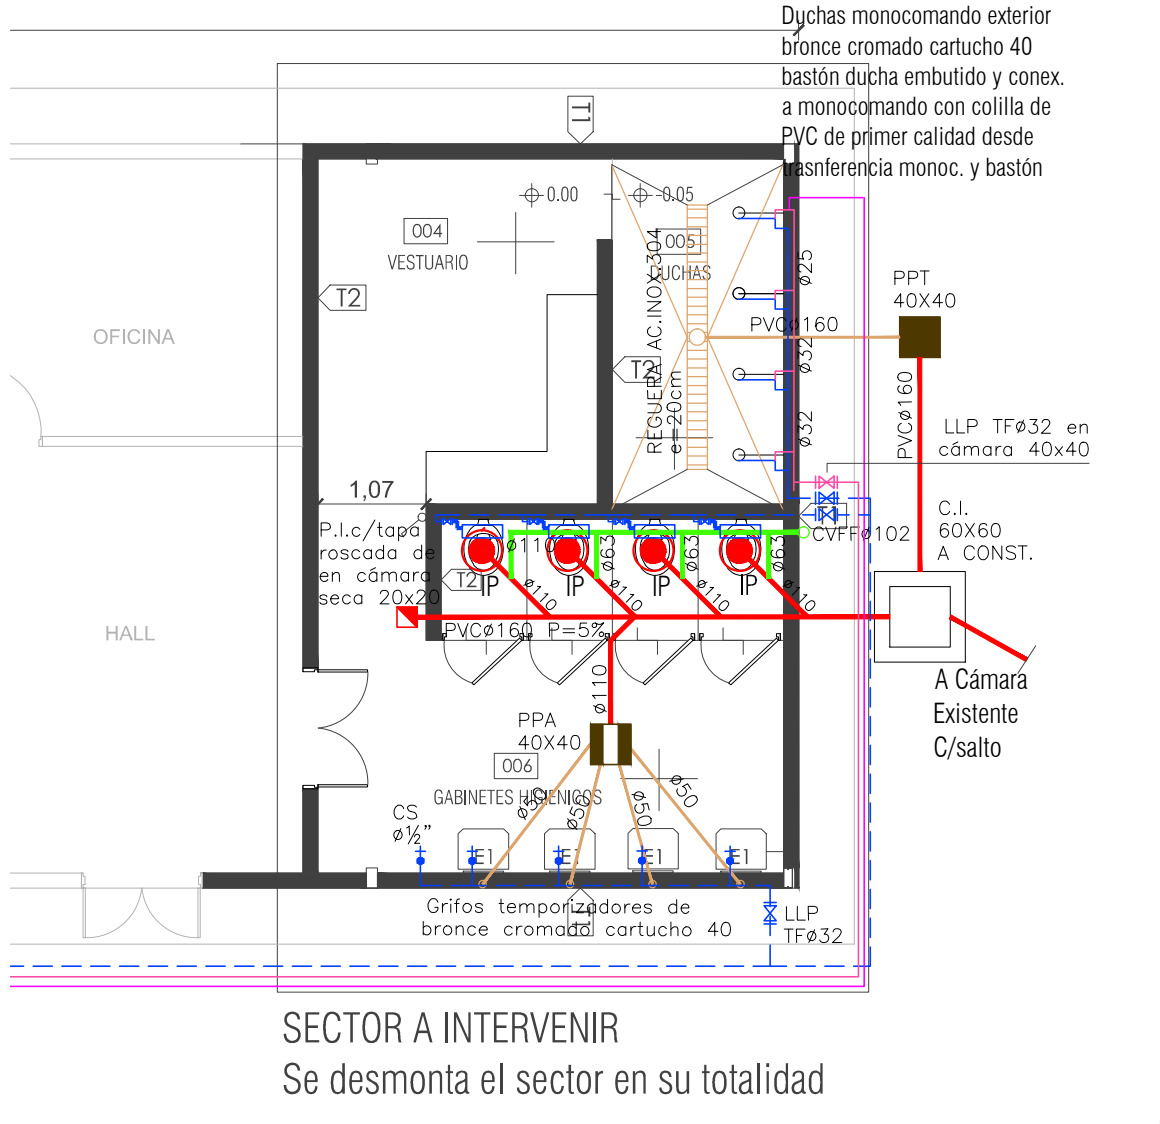 Duchas monocomando exterior
bronce cromado cartucho 40
bastón ducha embutido y conex.
a monocomando con colilla de
PVC de primer calidad desde
trasnferencia monoc. y bastón
T1
0.00
-0.05
004
VESTUARIO
005
DUCHAS
T2
REGUERA AC.INOX.304
e=20cm
T2
ø25
ø32
ø32
PVCø160
PPT
40X40
PVCø160
OFICINA
HALL
LLP TFø32 en
cámara 40x40
1,07
P.I.c/tapa
roscada de
en cámara
seca 20x20
T2
CVFFø102
C.I.
60X60
A CONST.
ø110
ø63
ø63
ø63
IP
IP
IP
IP
ø110
ø110
ø110
ø110
PVCø160 P=5%
ø110
PPA
40X40
A Cámara
Existente
C/salto
006
GABINETES HIGIENICOS
ø50
ø50
ø50
ø50
CS
ø½"
E1
E1
E1
E1
Grifos temporizadores de
bronce cromado cartucho 40
T1
LLP
TFø32
SECTOR A INTERVENIR
Se desmonta el sector en su totalidad